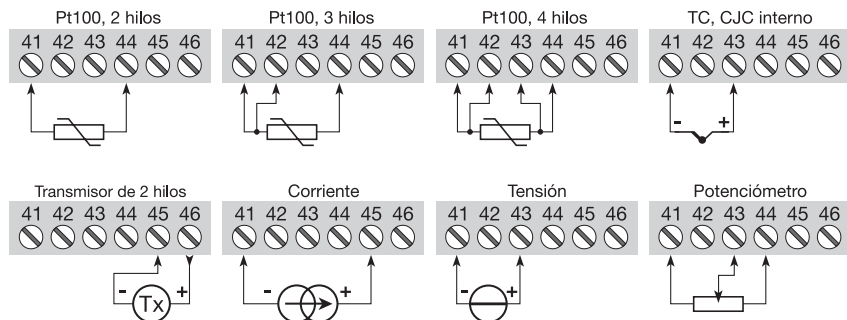 Pt100, 2 hilos
41 42 43 44 45 46
Pt100, 3 hilos
41 42 43 44 45 46
Pt100, 4 hilos
41 42 43 44 45 46
TC, CJC interno
41 42 43 44 45 46
- +
Transmisor de 2 hilos
41 42 43 44 45 46
- Tx +
Corriente
41 42 43 44 45 46
- +
Tensión
41 42 43 44 45 46
- +
Potenciómetro
41 42 43 44 45 46